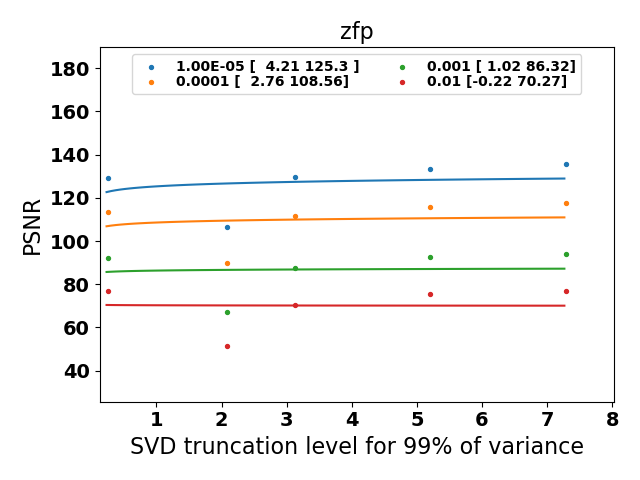 zfp
1.00E-05 [  4.21 125.3 ]
0.0001 [  2.76 108.56]
0.001 [ 1.02 86.32]
0.01 [-0.22 70.27]
180
160
140
120
100
80
60
40
PSNR
1 2 3 4 5 6 7 8
SVD truncation level for 99% of variance